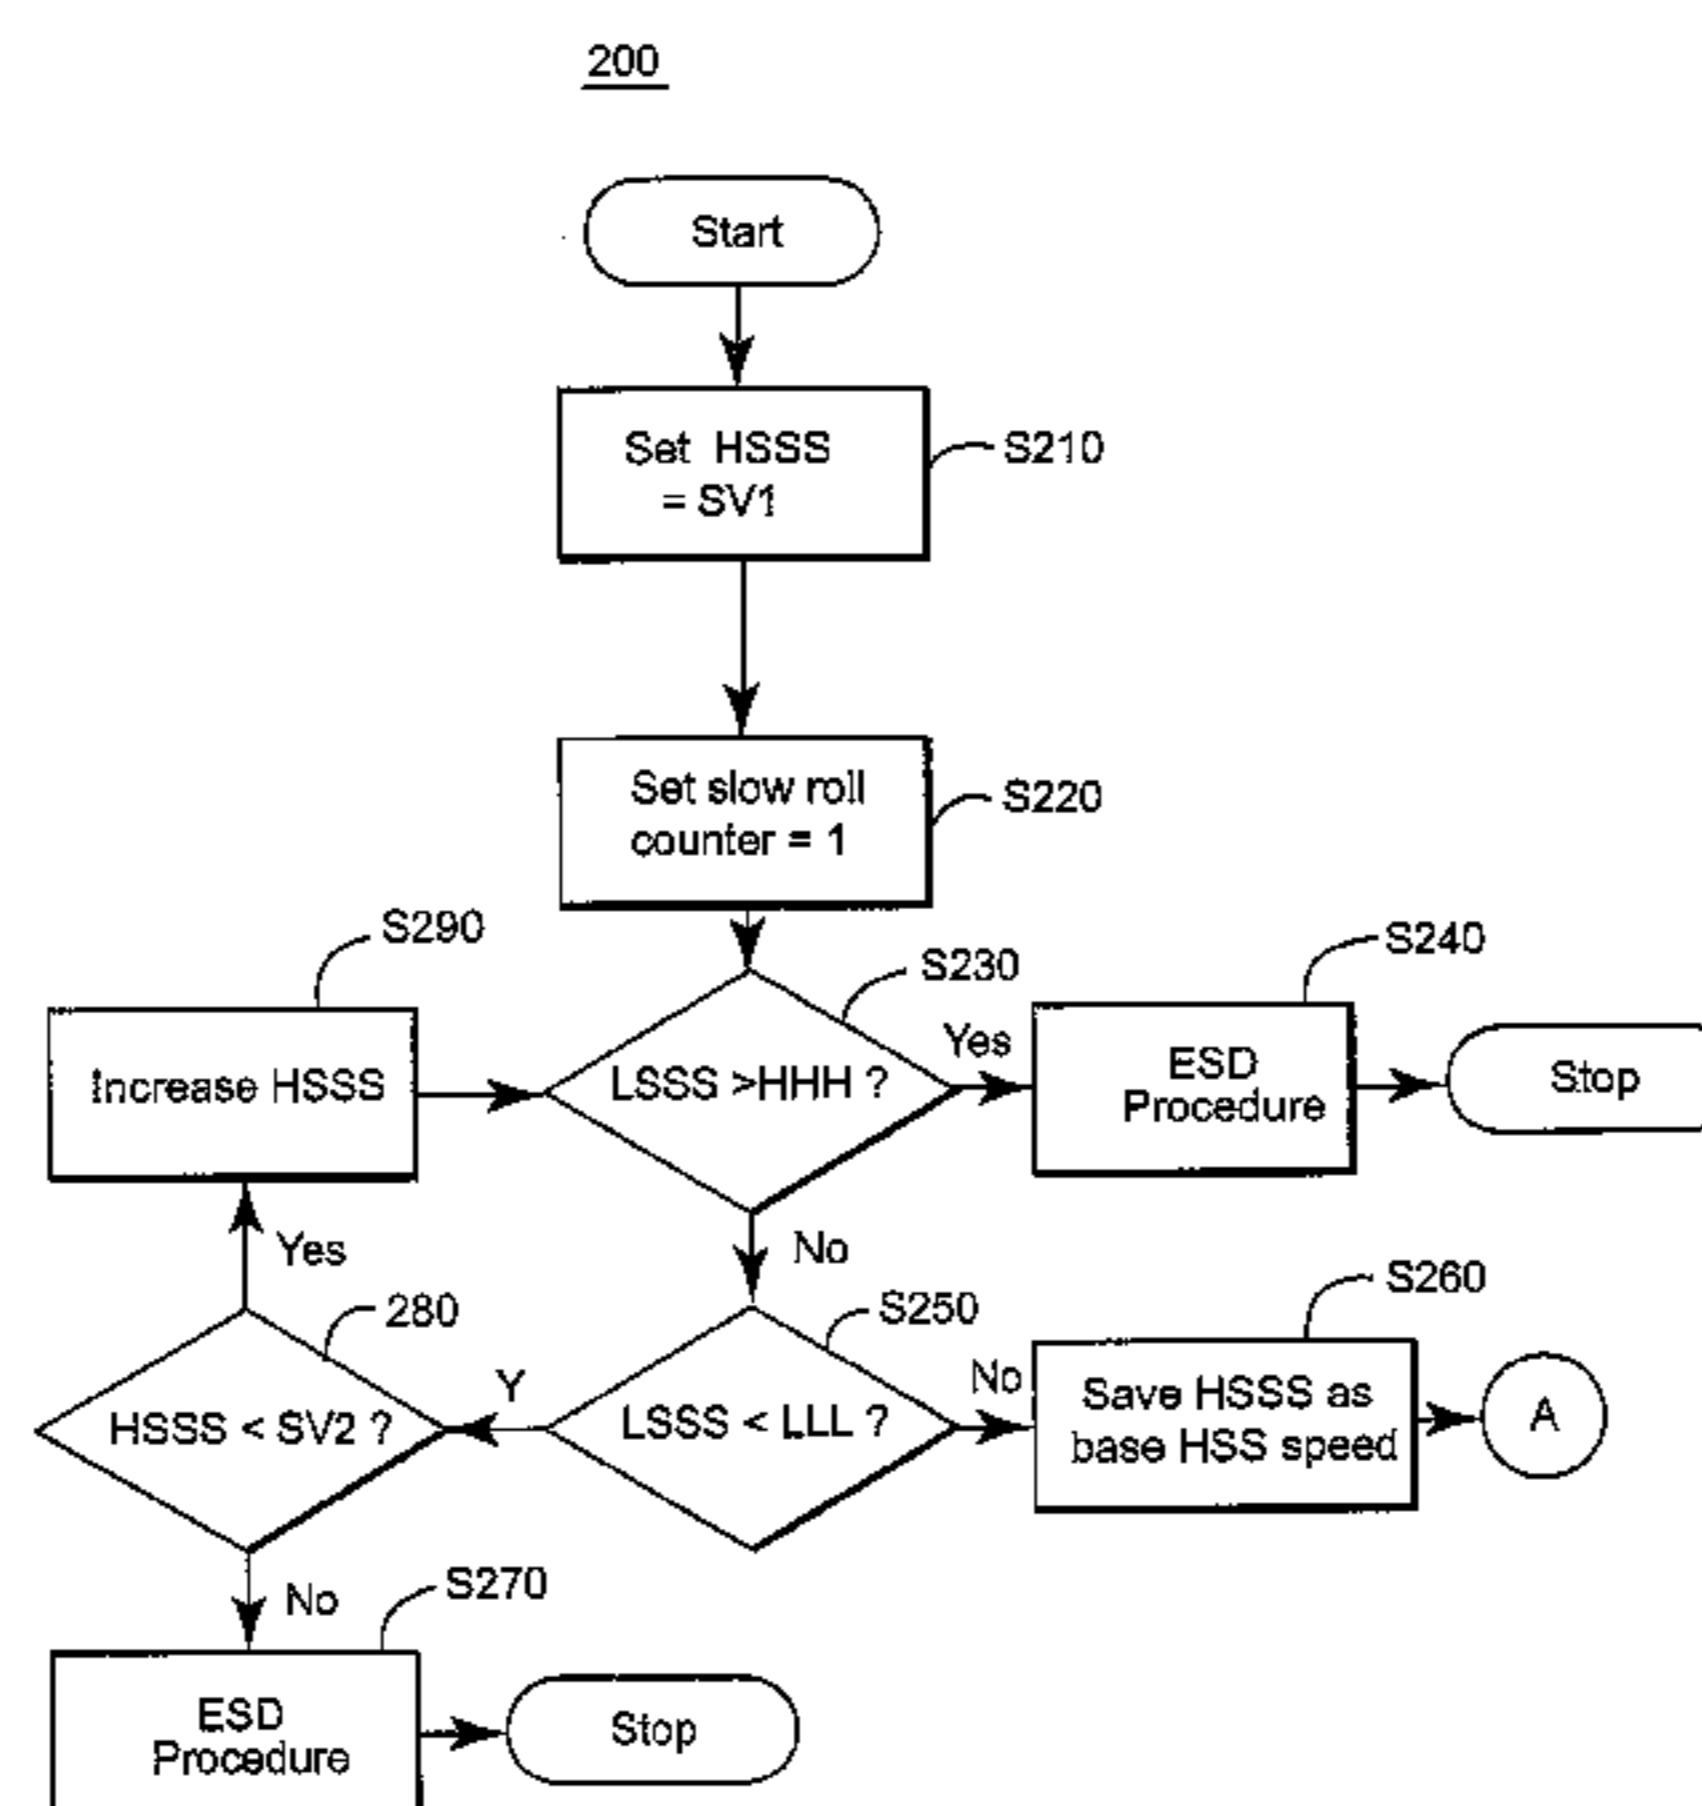 200
Start
Set HSSS
= SV1
S210
Set slow roll
counter = 1
S220
S290
S230
S240
Increase HSSS
LSSS >HHH ?
Yes
ESD
Procedure
Stop
Yes
No
280
S250
S260
HSSS < SV2 ?
Y
LSSS < LLL ?
No
Save HSSS as
base HSS speed
A
No
S270
ESD
Procedure
Stop